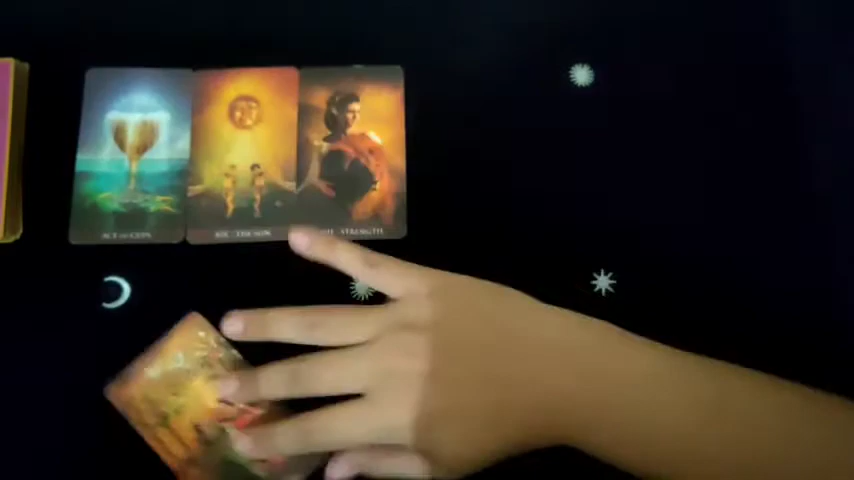 ACE OF CUPS
XIX. THE SUN
STRENGTH